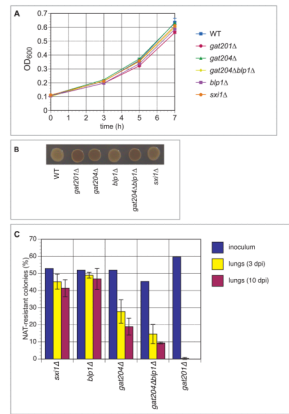 A
0.7
0.6
0.5
0.4
0.3
0.2
0.1
0
OD600
0 1 2 3 4 5 6 7
time (h)
WT
gat201Δ
gat204Δ
gat204Δblp1Δ
blp1Δ
sxi1Δ
B
WT
gat201Δ
gat204Δ
blp1Δ
gat204Δblp1Δ
sxi1Δ
C
70
60
50
40
30
20
10
0
NAT-resistant colonies (%)
sxi1Δ
blp1Δ
gat204Δ
gat204Δblp1Δ
gat201Δ
inoculum
lungs (3 dpi)
lungs (10 dpi)